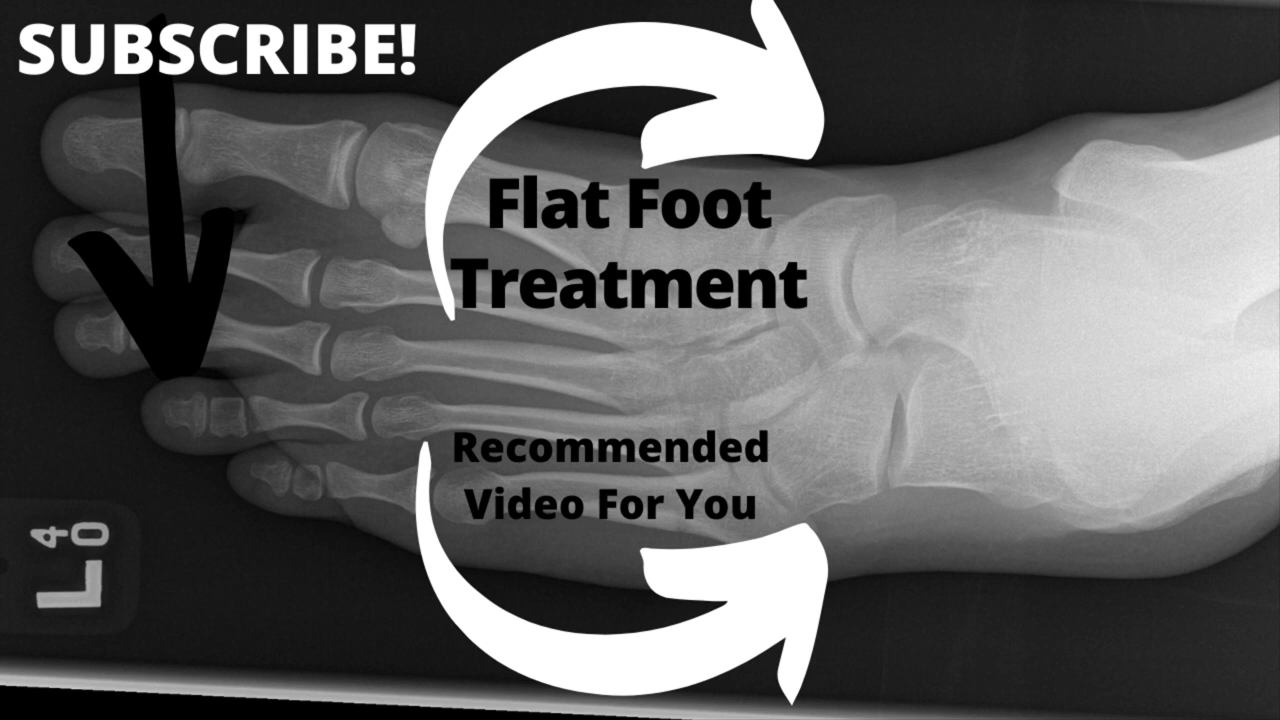 SUBSCRIBE!
Flat Foot
Treatment
Recommended
Video For You
L 40